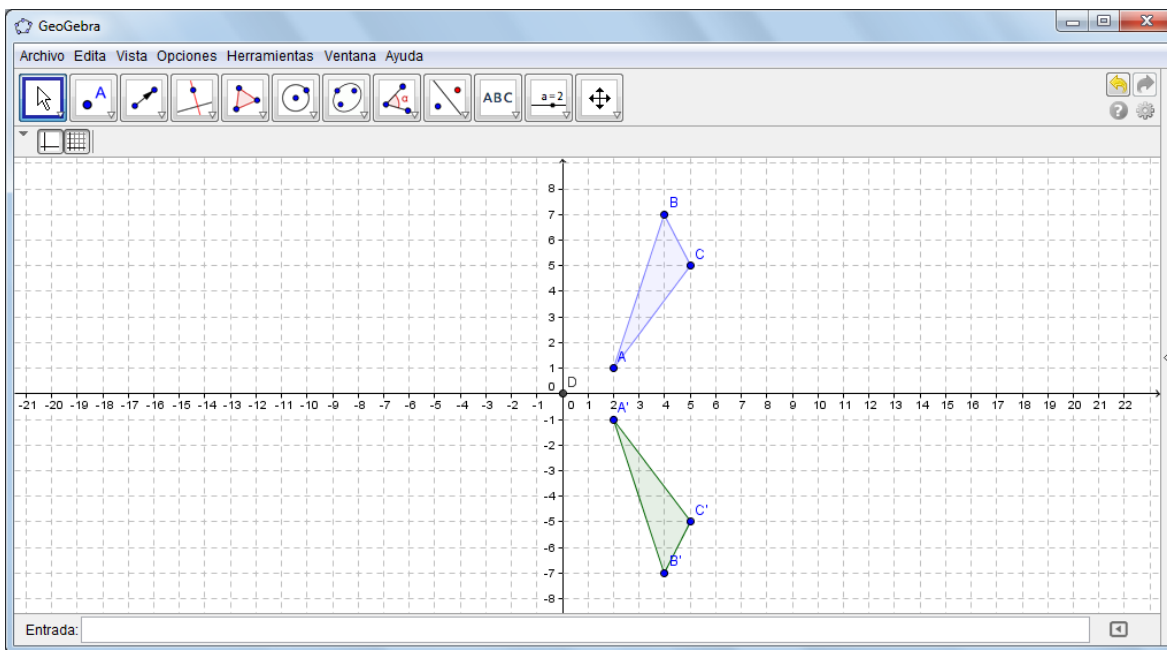 GeoGebra
Archivo Edita Vista Opciones Herramientas Ventana Ayuda
A α ABC a=2
8
B
7
6
C
5
4
3
2
A
1
0 D
-21 -20 -19 -18 -17 -16 -15 -14 -13 -12 -11 -10 -9 -8 -7 -6 -5 -4 -3 -2 -1 0 1 2 3 4 5 6 7 8 9 10 11 12 13 14 15 16 17 18 19 20 21 22
A'
-1
-2
-3
-4
C'
-5
-6
B'
-7
-8
Entrada: